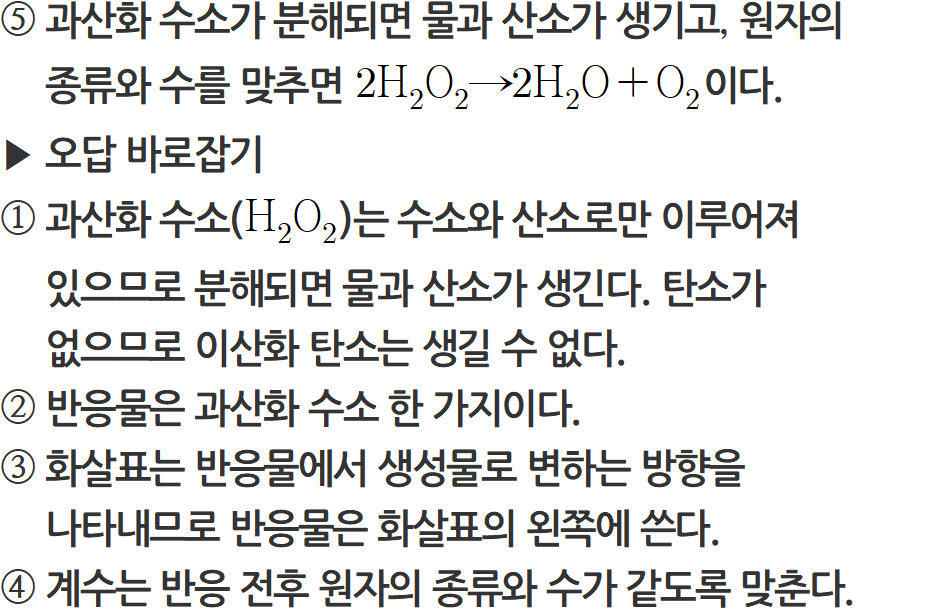 ⑤ 과산화 수소가 분해되면 물과 산소가 생기고, 원자의
종류와 수를 맞추면 2H₂O₂→2H₂O+O₂이다.
▶ 오답 바로잡기
① 과산화 수소(H₂O₂)는 수소와 산소로만 이루어져
있으므로 분해되면 물과 산소가 생긴다. 탄소가
없으므로 이산화 탄소는 생길 수 없다.
② 반응물은 과산화 수소 한 가지이다.
③ 화살표는 반응물에서 생성물로 변하는 방향을
나타내므로 반응물은 화살표의 왼쪽에 쓴다.
④ 계수는 반응 전후 원자의 종류와 수가 같도록 맞춘다.